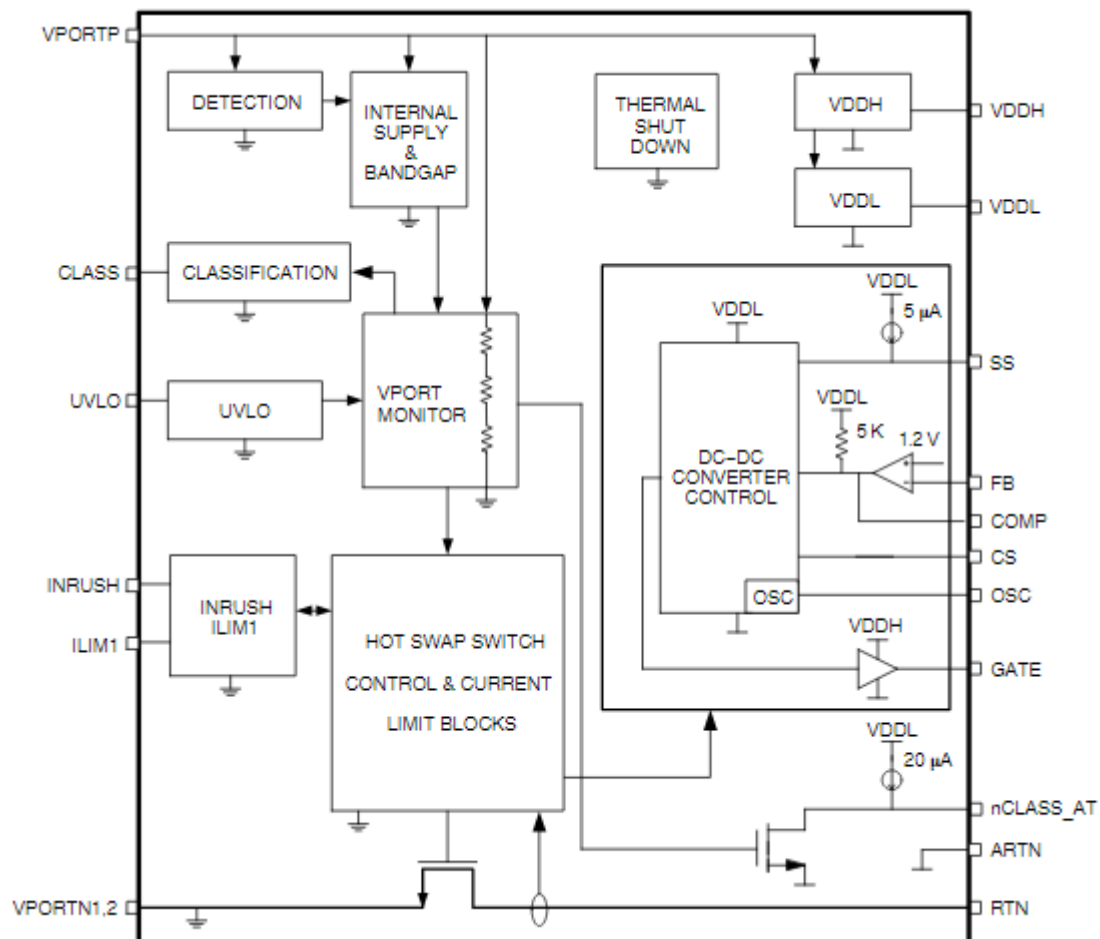 VPORTP
DETECTION
INTERNAL
SUPPLY
&
BANDGAP
THERMAL
SHUT
DOWN
VDDH
VDDH
VDDL
VDDL
CLASS
CLASSIFICATION
VDDL
5 µA
VDDL
SS
UVLO
UVLO
VPORT
MONITOR
VDDL
5 K
1.2 V
DC–DC
CONVERTER
CONTROL
FB
COMP
CS
OSC
OSC
INRUSH
ILIM1
INRUSH
ILIM1
HOT SWAP SWITCH
CONTROL & CURRENT
LIMIT BLOCKS
VDDH
GATE
VDDL
20 µA
nCLASS_AT
ARTN
VPORTN1,2
RTN